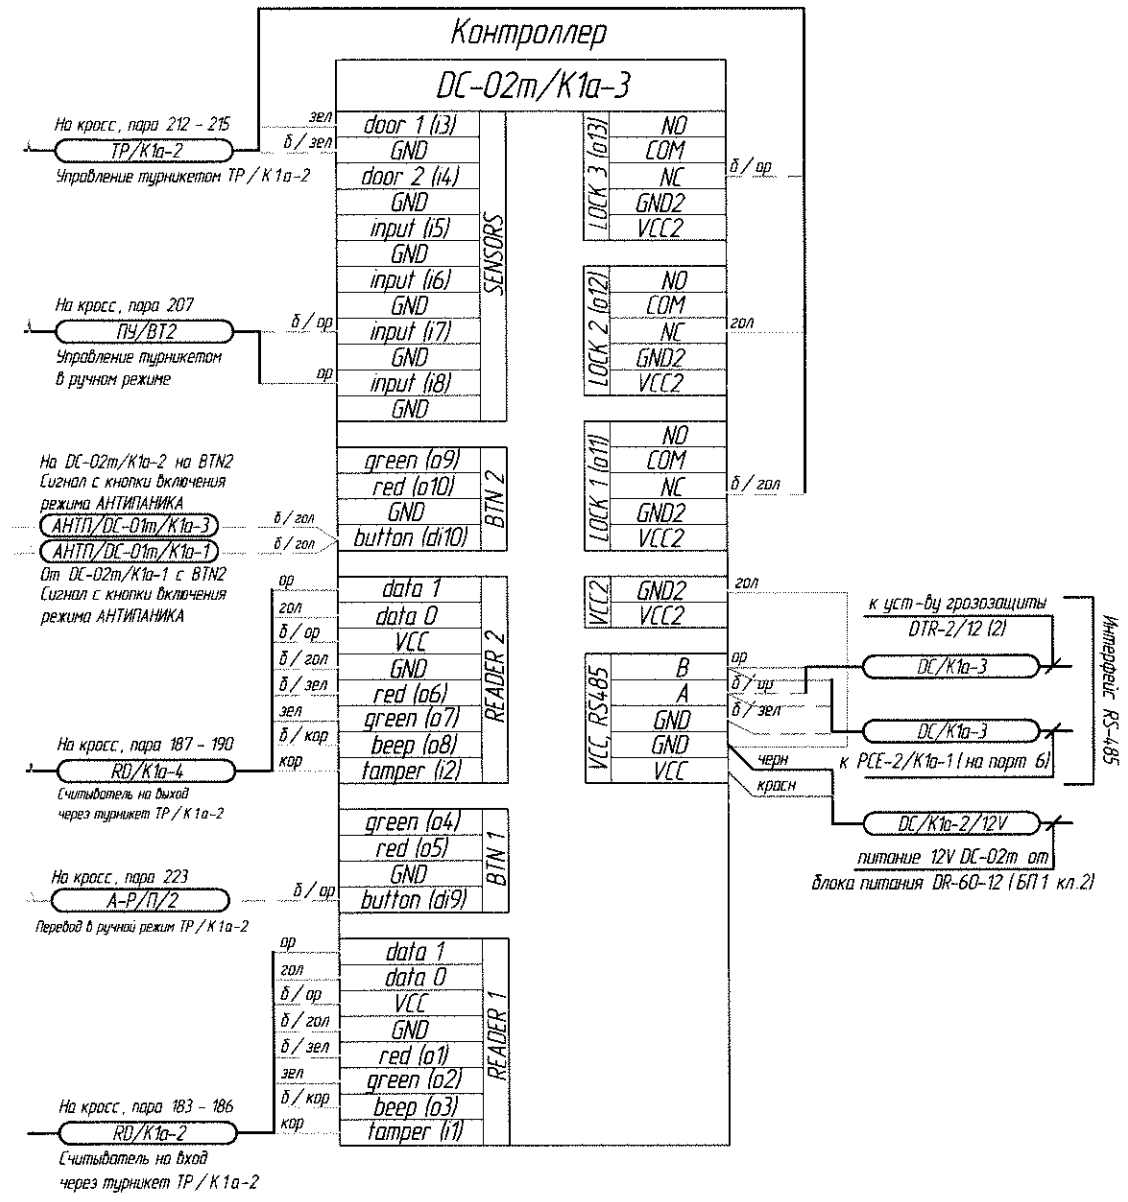 Контроллер
DC-02m/K1a-3
На кросс, пара 212 - 215
TP/K1a-2
Управление турникетом ТР / К1а-2
зел
б / зел
На кросс, пара 207
ПУ/ВТ2
Управление турникетом
в ручном режиме
б / ор
ор
door 1 (i3)
GND
door 2 (i4)
GND
input (i5)
GND
input (i6)
GND
input (i7)
GND
input (i8)
GND
SENSORS
На DC-02m/K1a-2 на BTN2
Сигнал с кнопки включения
режима АНТИПАНИКА
АНТП/DC-01m/K1a-3
АНТП/DC-01m/K1a-1
От DC-02m/K1a-1 с BTN2
Сигнал с кнопки включения
режима АНТИПАНИКА
б / гол
б / гол
green (o9)
red (o10)
GND
button (di10)
BTN 2
ор
гол
б / ор
б / гол
б / зел
зел
б / кор
кор
На кросс, пара 187 - 190
RD/K1a-4
Считыватель на выход
через турникет ТР / К1а-2
data 1
data 0
VCC
GND
red (o6)
green (o7)
beep (o8)
tamper (i2)
READER 2
На кросс, пара 223
А-Р/П/2
Перевод в ручной режим ТР / К1а-2
б / ор
green (o4)
red (o5)
GND
button (di9)
BTN 1
ор
гол
б / ор
б / гол
б / зел
зел
б / кор
кор
На кросс, пара 183 - 186
RD/K1a-2
Считыватель на вход
через турникет ТР / К1а-2
data 1
data 0
VCC
GND
red (o1)
green (o2)
beep (o3)
tamper (i1)
READER 1
LOCK 3 (o13)
NO
COM
NC
GND2
VCC2
б / ор
LOCK 2 (o12)
NO
COM
NC
GND2
VCC2
гол
LOCK 1 (o11)
NO
COM
NC
GND2
VCC2
б / гол
VCC2
GND2
VCC2
гол
VCC, RS485
B
A
GND
GND
VCC
ор
б / ор
б / зел
черн
красн
к уст-ву грозозащиты
DTR-2/12 (2)
DC/K1a-3
DC/K1a-3
к PCE-2/K1a-1 (на порт 6)
Интерфейс RS-485
DC/K1a-2/12V
питание 12V DC-02m от
блока питания DR-60-12 (БП1 кл.2)